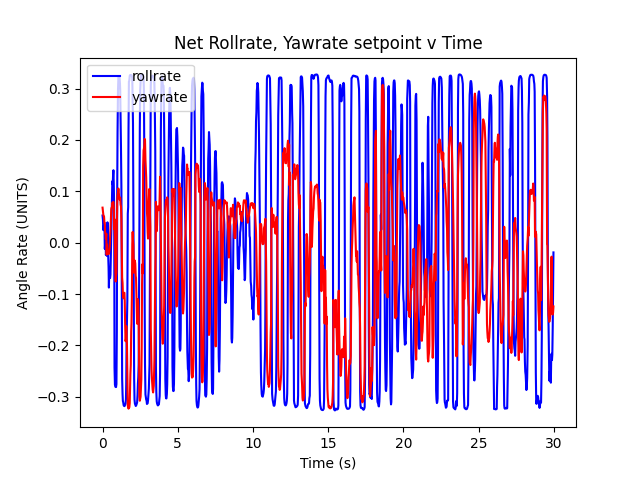 Net Rollrate, Yawrate setpoint v Time
rollrate
yawrate
Angle Rate (UNITS)
0.3
0.2
0.1
0.0
−0.1
−0.2
−0.3
0 5 10 15 20 25 30
Time (s)